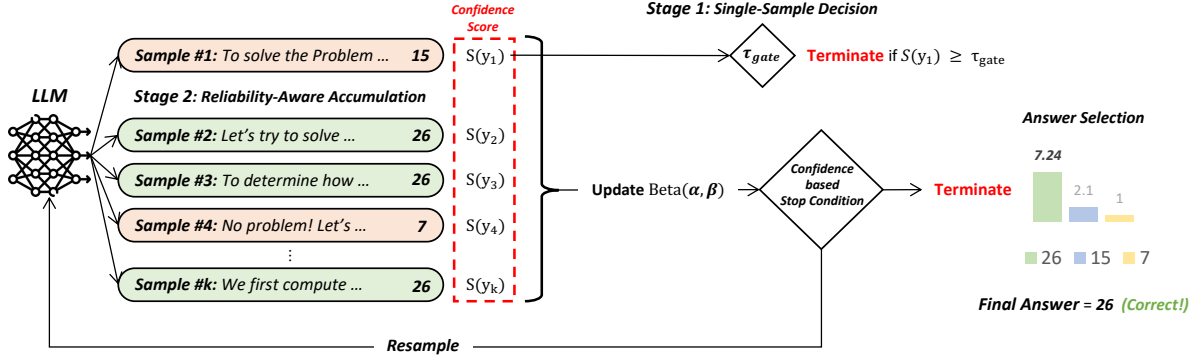 Confidence
Score
Stage 1: Single-Sample Decision
Sample #1: To solve the Problem ... 15
S(y₁)
τ_gate
Terminate if S(y₁) ≥ τ_gate
LLM
Stage 2: Reliability-Aware Accumulation
Sample #2: Let's try to solve ... 26
S(y₂)
Sample #3: To determine how ... 26
S(y₃)
Sample #4: No problem! Let's ... 7
S(y₄)
⋮
Sample #k: We first compute ... 26
S(yₖ)
Update Beta(α, β)
Confidence
based
Stop Condition
Terminate
Answer Selection
7.24
2.1
1
26 15 7
Final Answer = 26 (Correct!)
Resample